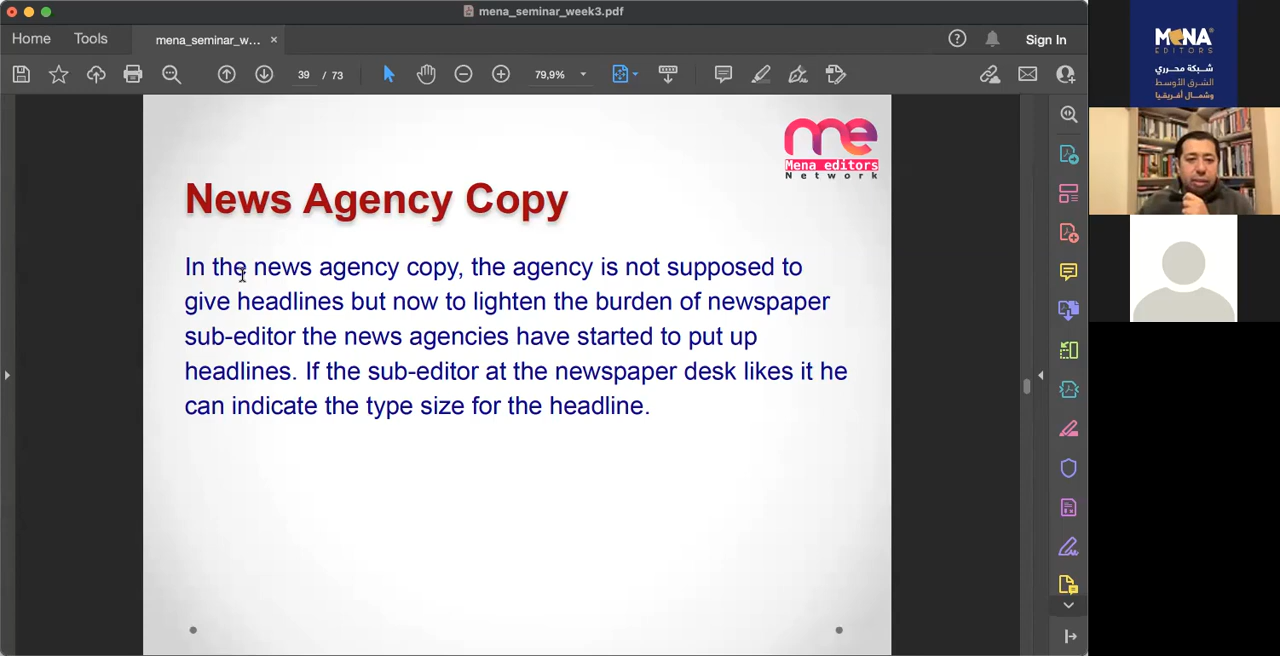 mena_seminar_week3.pdf
Home
Tools
mena_seminar_w...
Sign In
39 / 73
79,9%
me
Mena editors
Network
News Agency Copy
In the news agency copy, the agency is not supposed to
give headlines but now to lighten the burden of newspaper
sub-editor the news agencies have started to put up
headlines. If the sub-editor at the newspaper desk likes it he
can indicate the type size for the headline.
MENA
EDITORS
شبكة محرري
الشرق الأوسط
وشمال أفريقيا